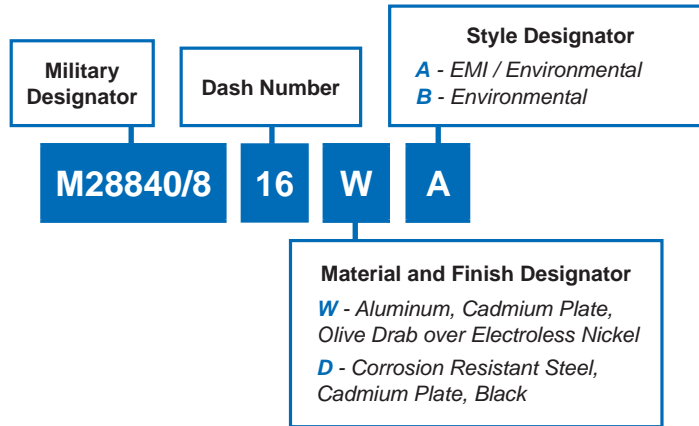 Style Designator
A - EMI / Environmental
B - Environmental
Military
Designator
Dash Number
M28840/8 16 W A
Material and Finish Designator
W - Aluminum, Cadmium Plate,
Olive Drab over Electroless Nickel
D - Corrosion Resistant Steel,
Cadmium Plate, Black